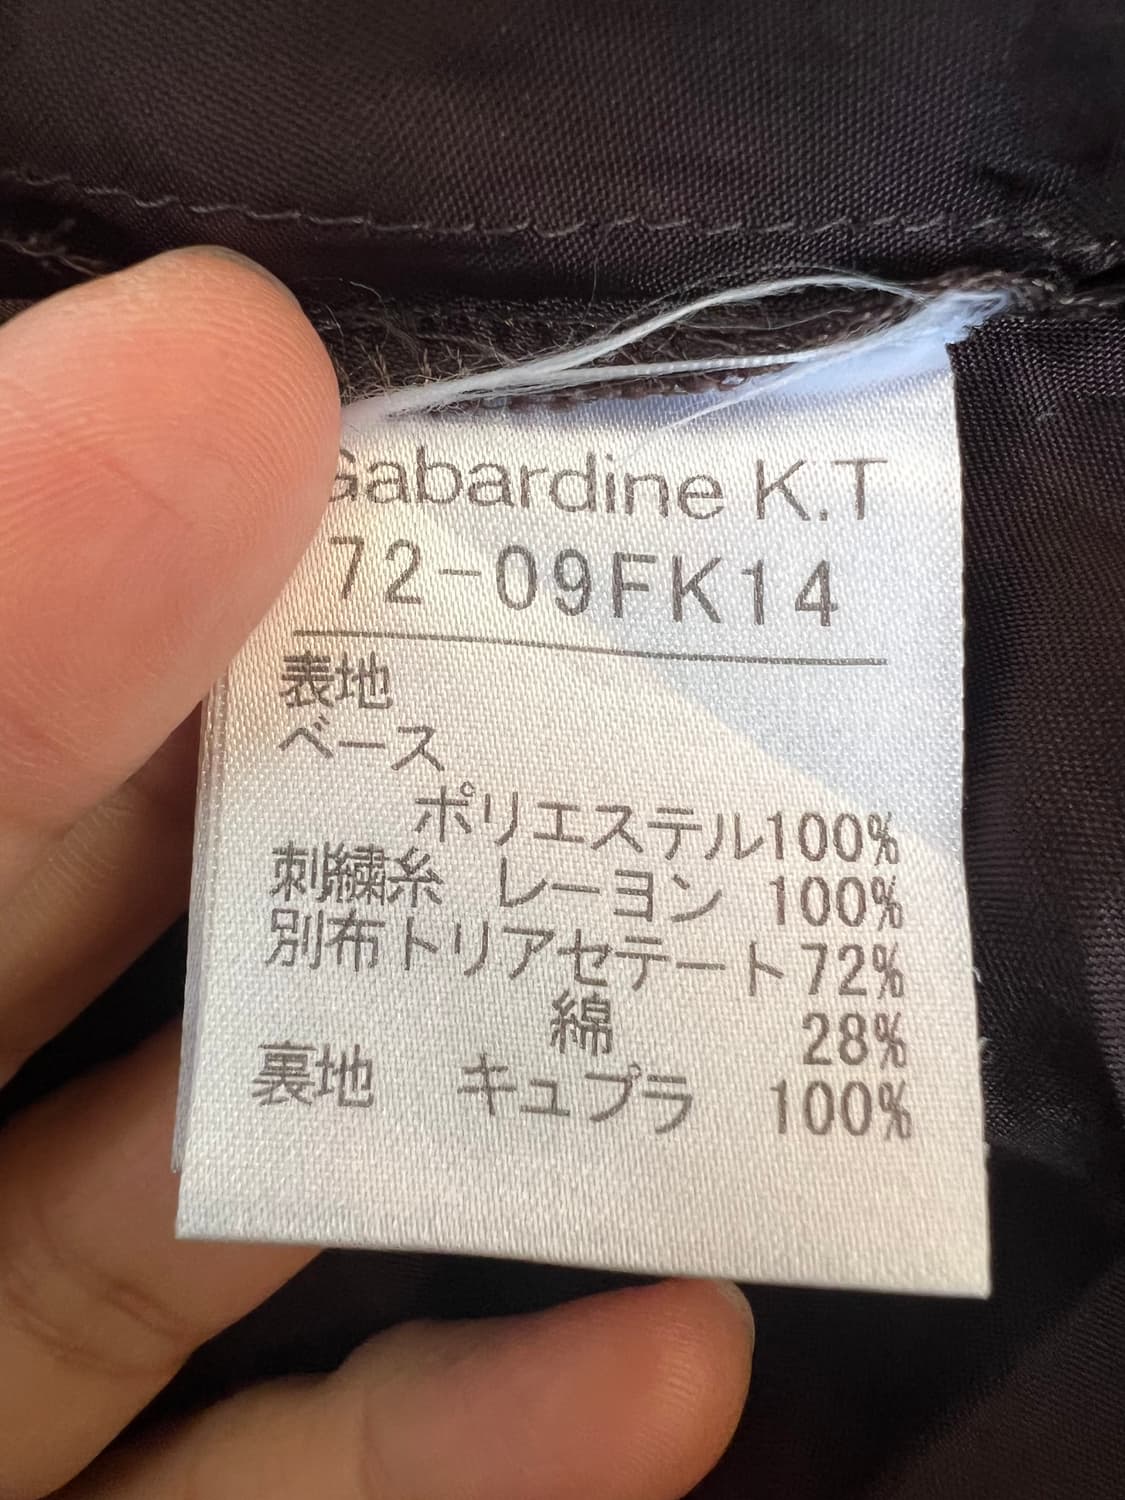 Gabardine K.T
72-09FK14
表地
ベース
ポリエステル100%
刺繍糸 レーヨン 100%
別布トリアセテート72%
綿 28%
裏地 キュプラ 100%